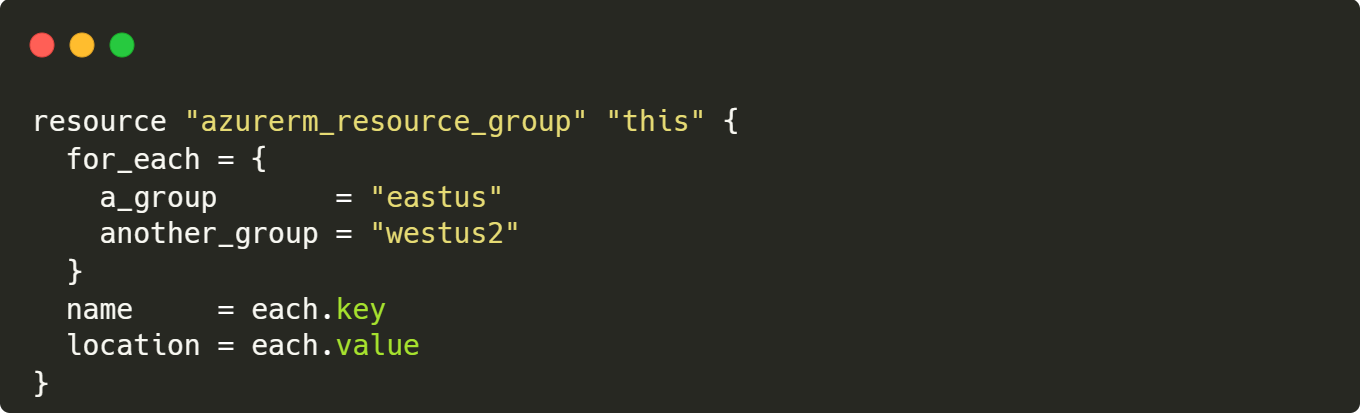 resource "azurerm_resource_group" "this" {
  for_each = {
    a_group       = "eastus"
    another_group = "westus2"
  }
  name     = each.key
  location = each.value
}